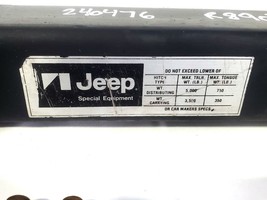 240476
Jeep
Special Equipment
DO NOT EXCEED LOWER OF
HITCH TYPE MAX. TRLR. WT. (LB.) MAX. TONGUE WT. (LB.)
WT. DISTRIBUTING 5,000 750
WT. CARRYING 3,500 350
OR CAR MAKERS SPECS.